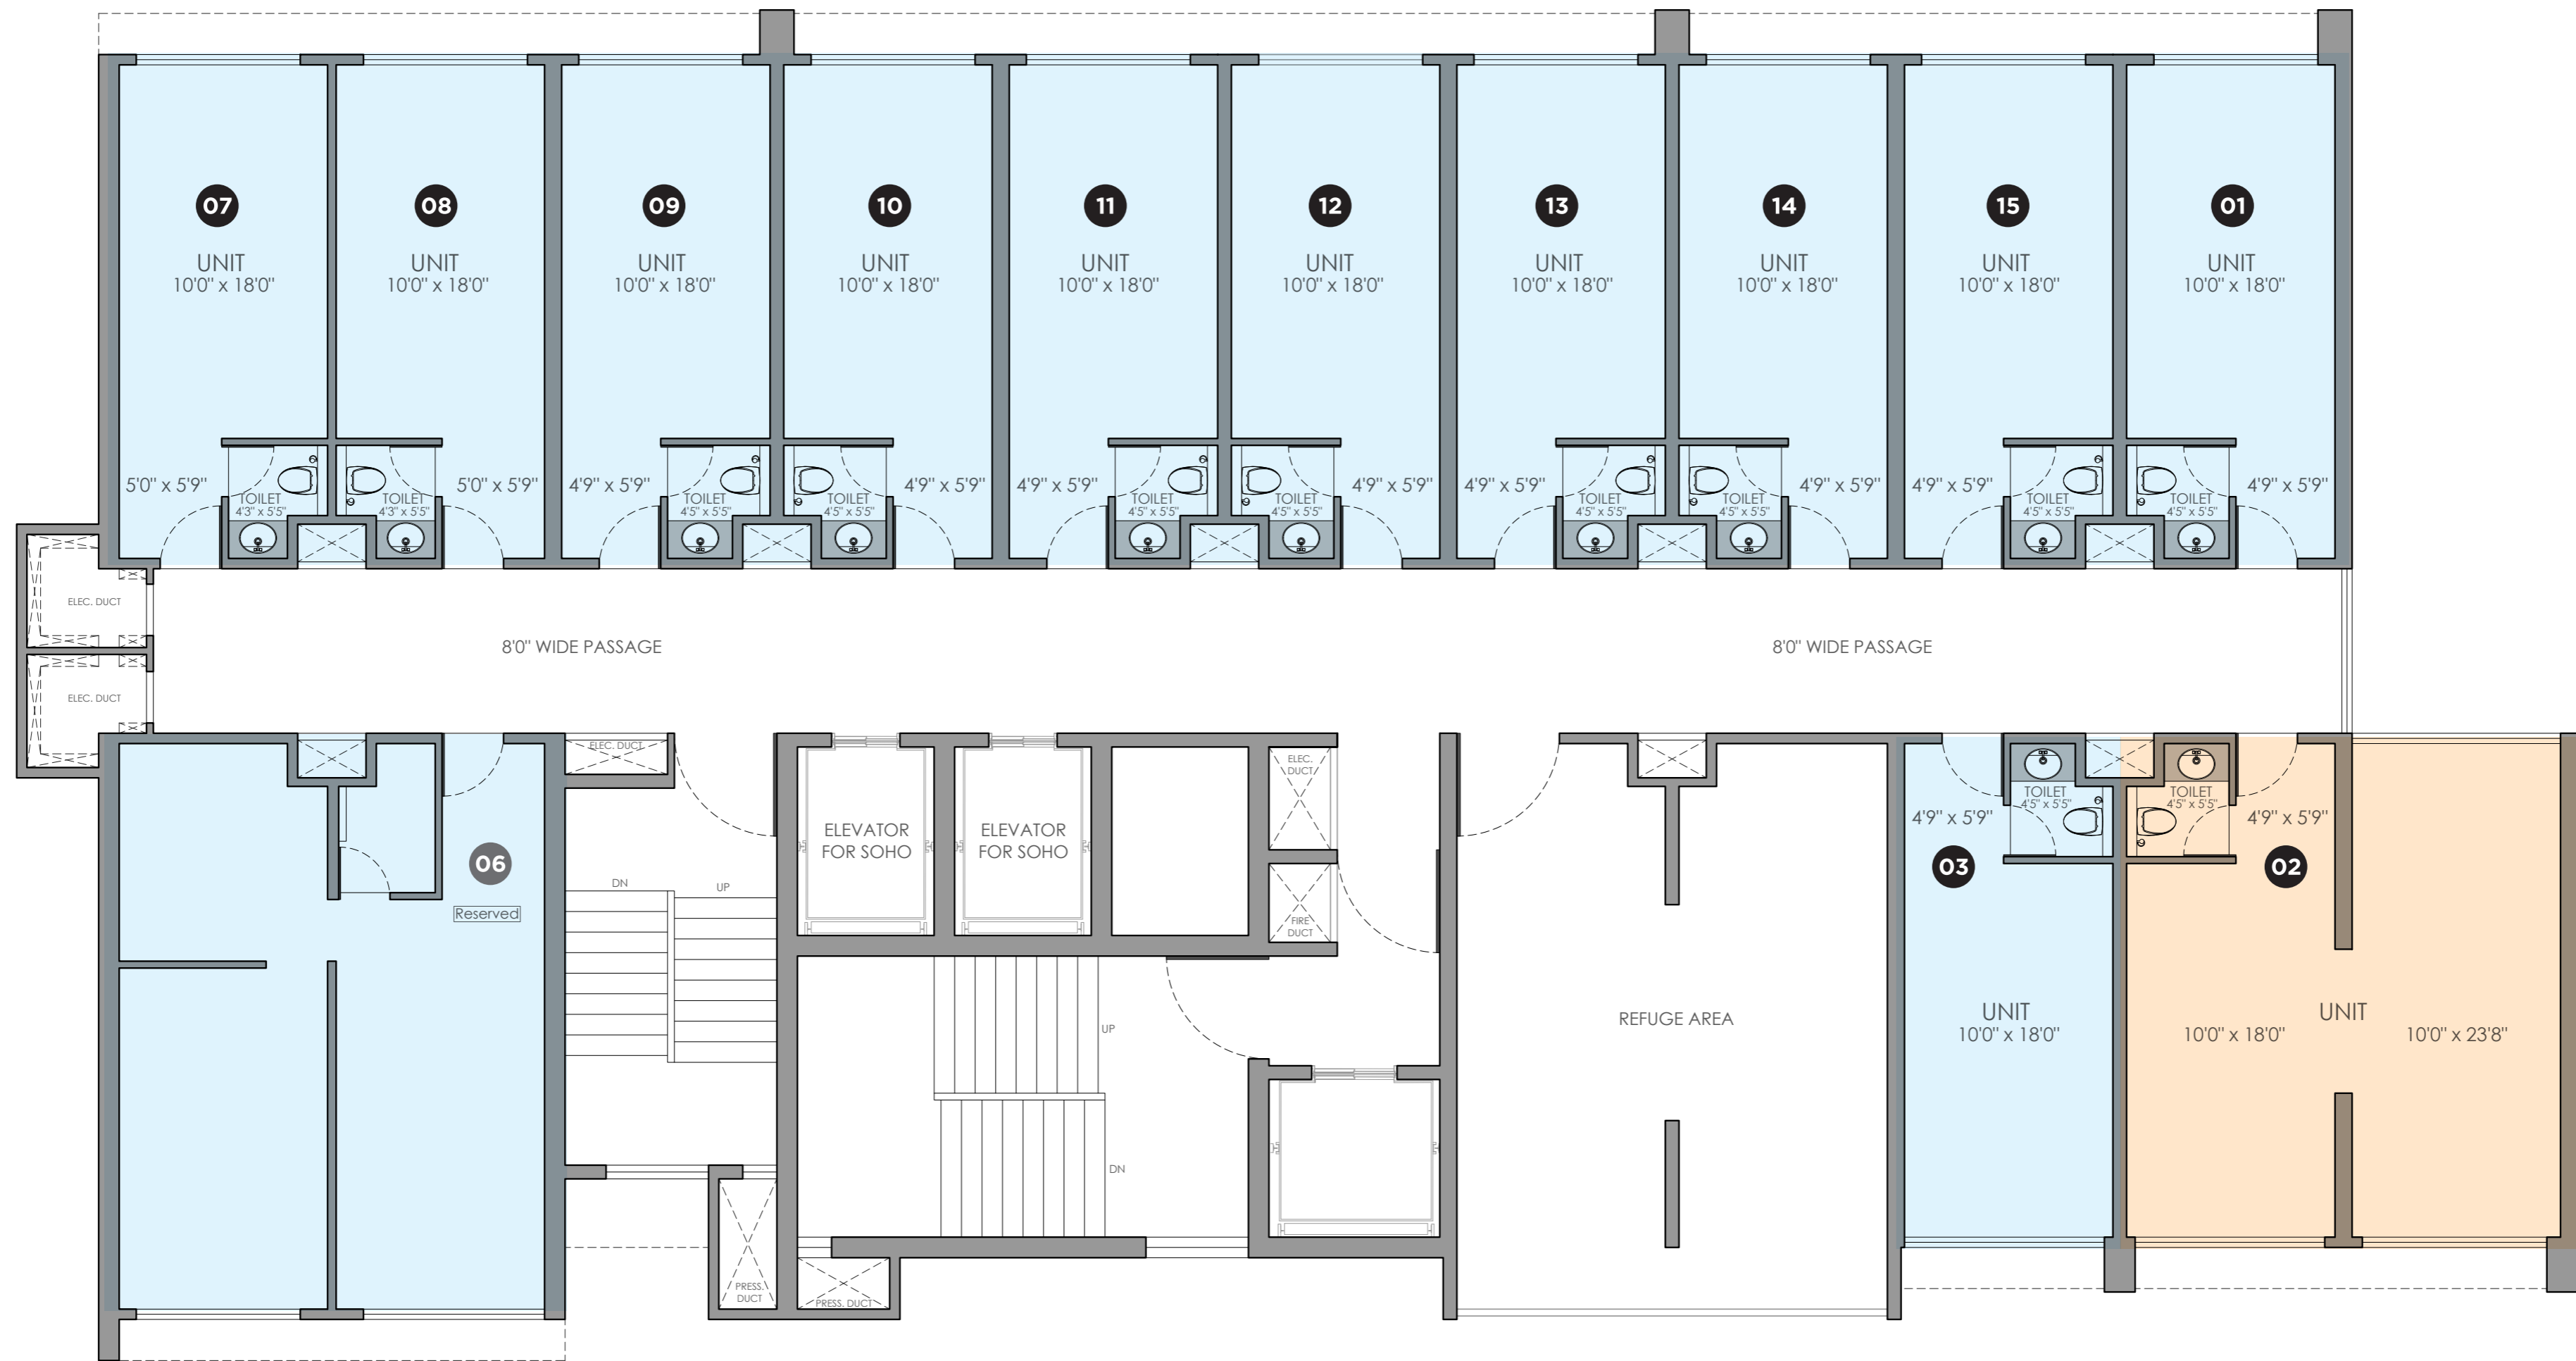 07
UNIT
10'0" x 18'0"
5'0" x 5'9"
TOILET
4'3" x 5'5"
08
UNIT
10'0" x 18'0"
TOILET
4'3" x 5'5"
5'0" x 5'9"
09
UNIT
10'0" x 18'0"
4'9" x 5'9"
TOILET
4'5" x 5'5"
10
UNIT
10'0" x 18'0"
TOILET
4'5" x 5'5"
4'9" x 5'9"
11
UNIT
10'0" x 18'0"
4'9" x 5'9"
TOILET
4'5" x 5'5"
12
UNIT
10'0" x 18'0"
TOILET
4'5" x 5'5"
4'9" x 5'9"
13
UNIT
10'0" x 18'0"
4'9" x 5'9"
TOILET
4'5" x 5'5"
14
UNIT
10'0" x 18'0"
TOILET
4'5" x 5'5"
4'9" x 5'9"
15
UNIT
10'0" x 18'0"
4'9" x 5'9"
TOILET
4'5" x 5'5"
01
UNIT
10'0" x 18'0"
TOILET
4'5" x 5'5"
4'9" x 5'9"
ELEC. DUCT
ELEC. DUCT
8'0" WIDE PASSAGE
8'0" WIDE PASSAGE
06
Reserved
ELEC. DUCT
DN
UP
ELEVATOR
FOR SOHO
ELEVATOR
FOR SOHO
ELEC.
DUCT
FIRE
DUCT
UP
DN
PRESS.
DUCT
PRESS. DUCT
REFUGE AREA
TOILET
4'5" x 5'5"
4'9" x 5'9"
03
UNIT
10'0" x 18'0"
TOILET
4'5" x 5'5"
4'9" x 5'9"
02
UNIT
10'0" x 18'0"
10'0" x 23'8"